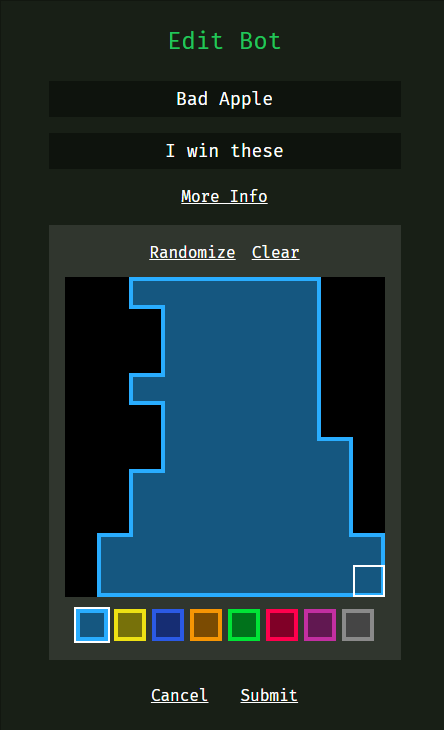 Edit Bot
Bad Apple
I win these
More Info
Randomize Clear
Cancel Submit